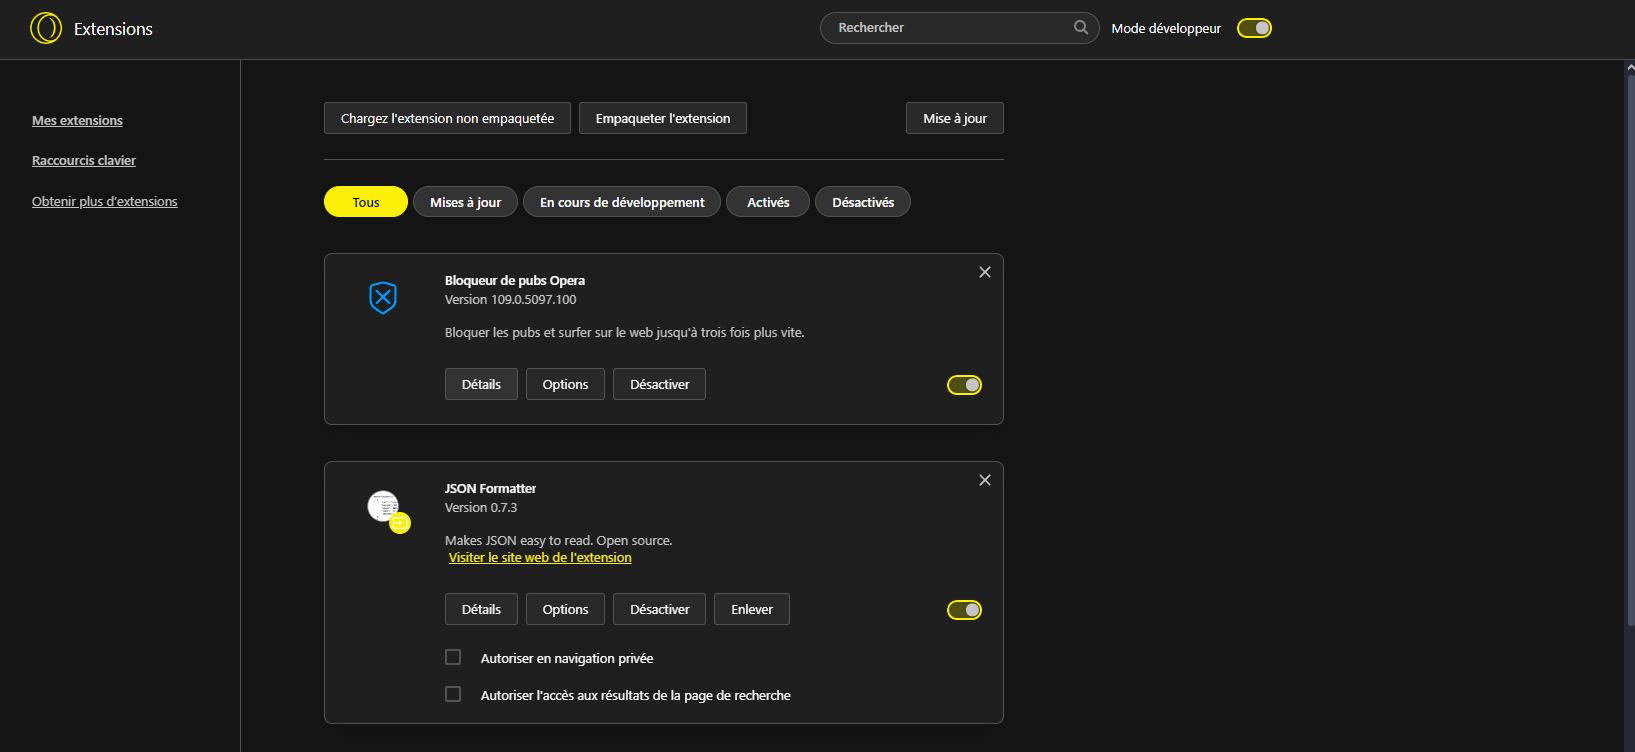 Extensions
Rechercher
Mode développeur
Mes extensions
Raccourcis clavier
Obtenir plus d'extensions
Chargez l'extension non empaquetée
Empaqueter l'extension
Mise à jour
Tous
Mises à jour
En cours de développement
Activés
Désactivés
Bloqueur de pubs Opera
Version 109.0.5097.100
Bloquer les pubs et surfer sur le web jusqu'à trois fois plus vite.
Détails
Options
Désactiver
JSON Formatter
Version 0.7.3
Makes JSON easy to read. Open source.
Visiter le site web de l'extension
Détails
Options
Désactiver
Enlever
Autoriser en navigation privée
Autoriser l'accès aux résultats de la page de recherche